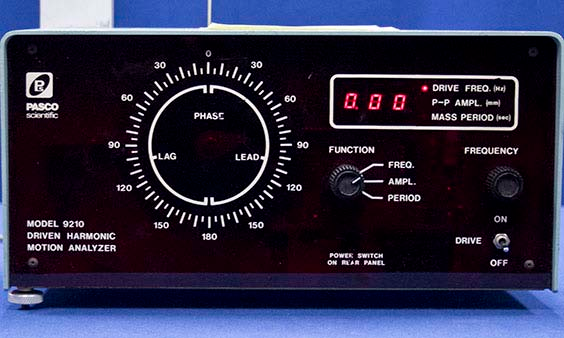 PASCO
scientific
0
30 30
60 60
90 90
120 120
150 150
180
PHASE
LAG LEAD
0.00
DRIVE FREQ. (Hz)
P-P AMPL. (mm)
MASS PERIOD (sec)
FUNCTION
FREQ.
AMPL.
PERIOD
FREQUENCY
MODEL 9210
DRIVEN HARMONIC
MOTION ANALYZER
POWER SWITCH
ON REAR PANEL
ON
DRIVE
OFF